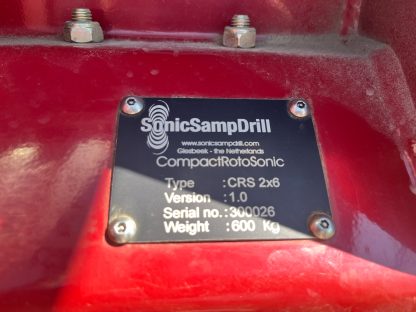 SonicSampDrill
www.sonicsampdrill.com
Giesbeek - the Netherlands
CompactRotoSonic
Type : CRS 2x6
Version : 1.0
Serial no.: 300026
Weight : 600 Kg